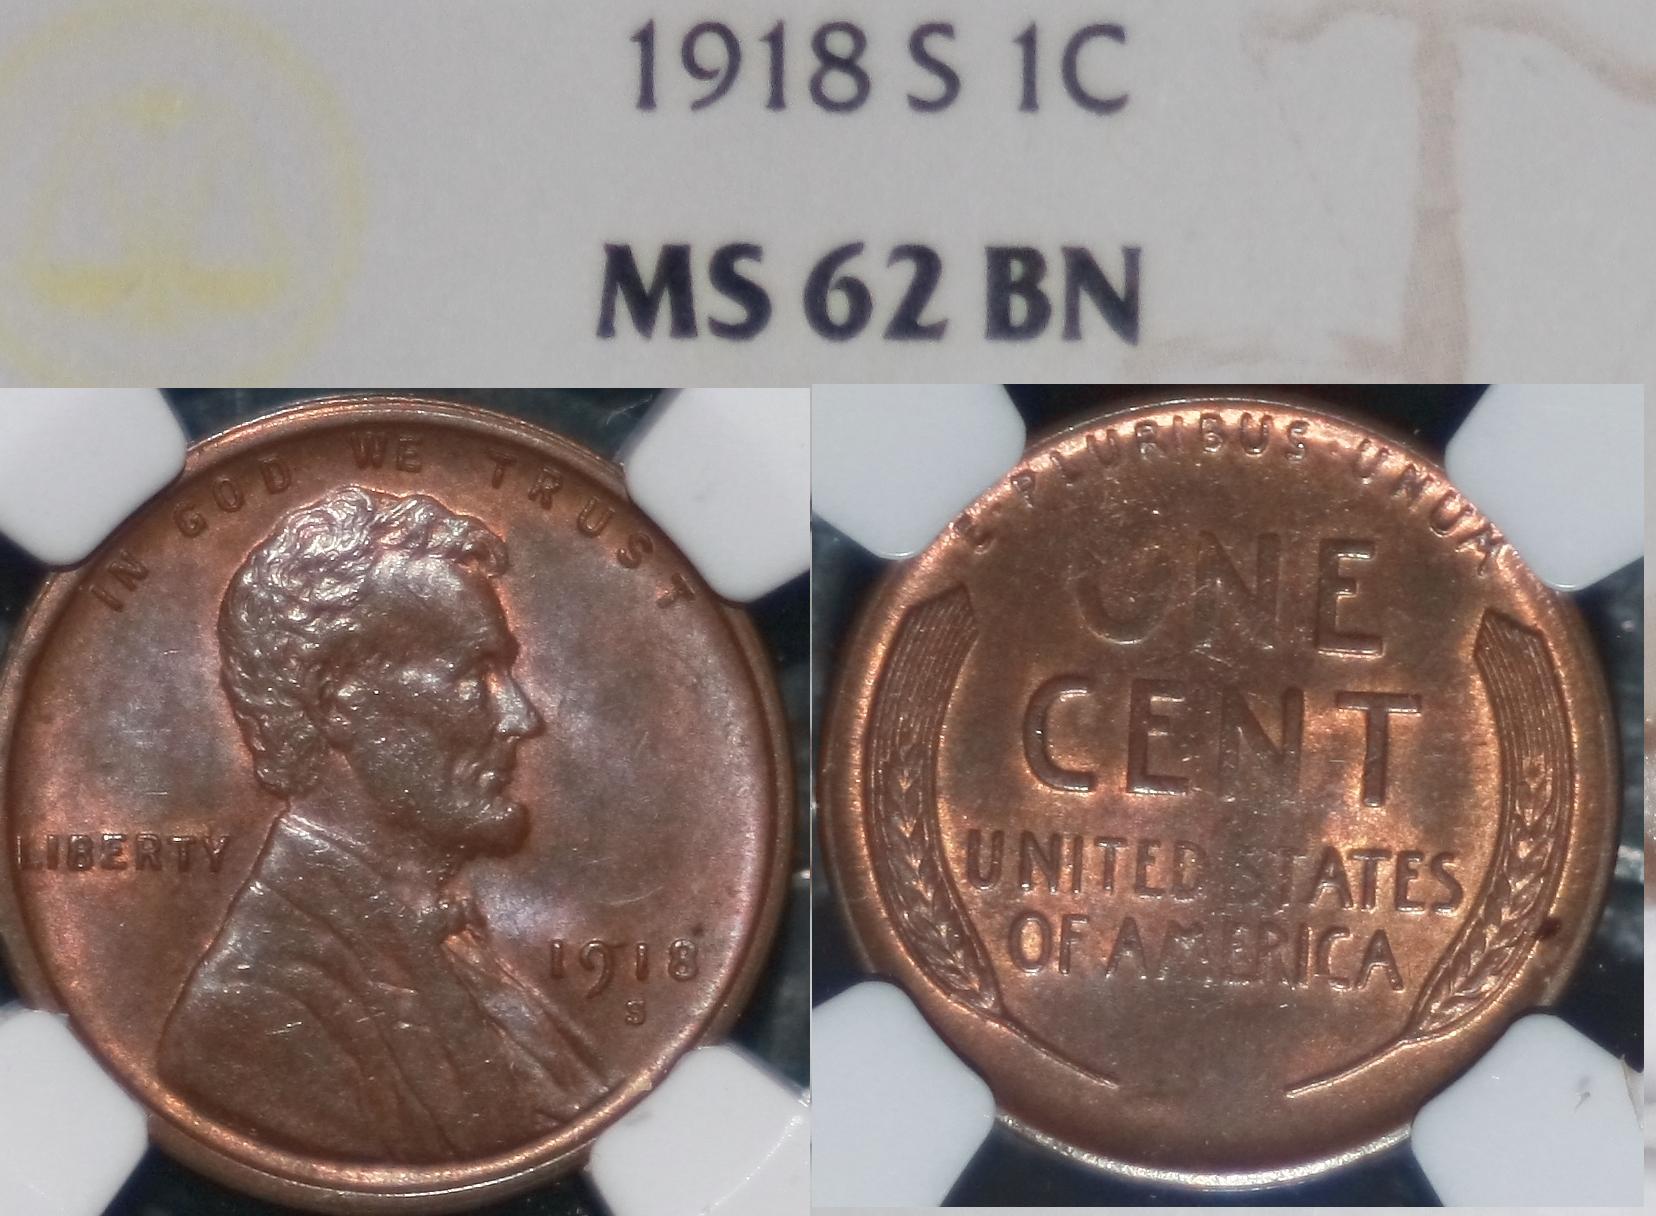 1918 S 1C
MS 62 BN
IN GOD WE TRUST
LIBERTY
1918
S
E·PLURIBUS·UNUM
ONE
CENT
UNITED STATES
OF AMERICA